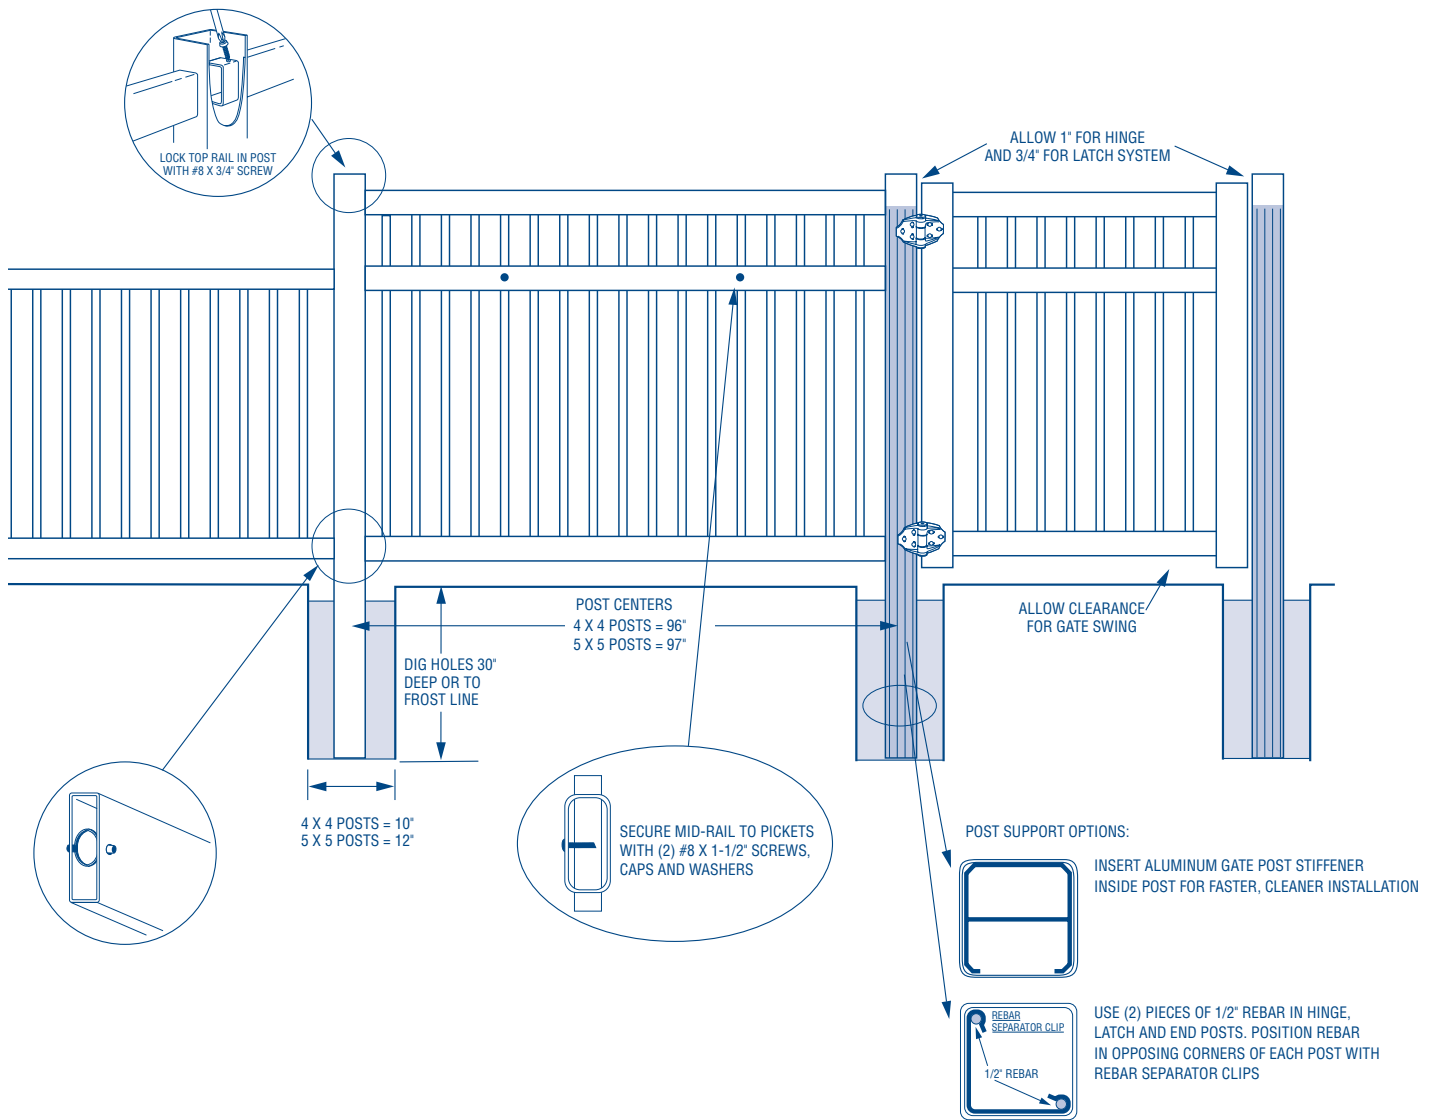 LOCK TOP RAIL IN POST
WITH #8 X 3/4" SCREW
ALLOW 1" FOR HINGE
AND 3/4" FOR LATCH SYSTEM
POST CENTERS
4 X 4 POSTS = 96"
5 X 5 POSTS = 97"
ALLOW CLEARANCE
FOR GATE SWING
DIG HOLES 30"
DEEP OR TO
FROST LINE
4 X 4 POSTS = 10"
5 X 5 POSTS = 12"
SECURE MID-RAIL TO PICKETS
WITH (2) #8 X 1-1/2" SCREWS,
CAPS AND WASHERS
POST SUPPORT OPTIONS:
INSERT ALUMINUM GATE POST STIFFENER
INSIDE POST FOR FASTER, CLEANER INSTALLATION
REBAR
SEPARATOR CLIP
1/2" REBAR
USE (2) PIECES OF 1/2" REBAR IN HINGE,
LATCH AND END POSTS. POSITION REBAR
IN OPPOSING CORNERS OF EACH POST WITH
REBAR SEPARATOR CLIPS